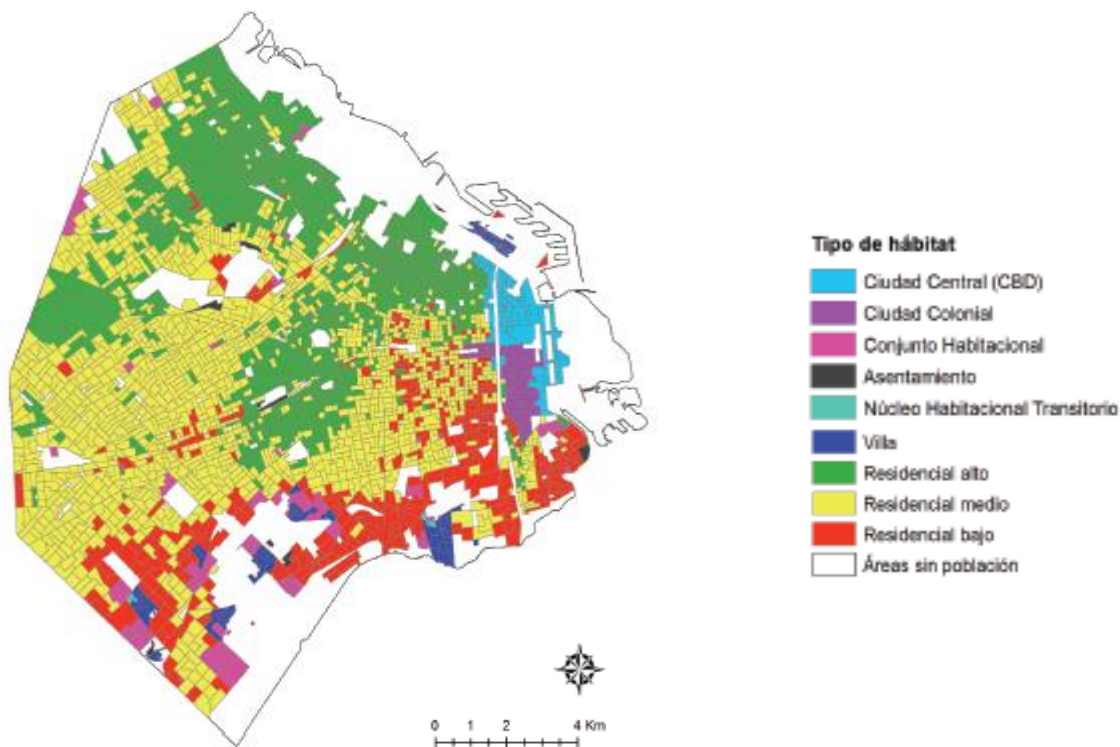 Tipo de hábitat
Ciudad Central (CBD)
Ciudad Colonial
Conjunto Habitacional
Asentamiento
Núcleo Habitacional Transitorio
Villa
Residencial alto
Residencial medio
Residencial bajo
Áreas sin población
0 1 2 4 Km